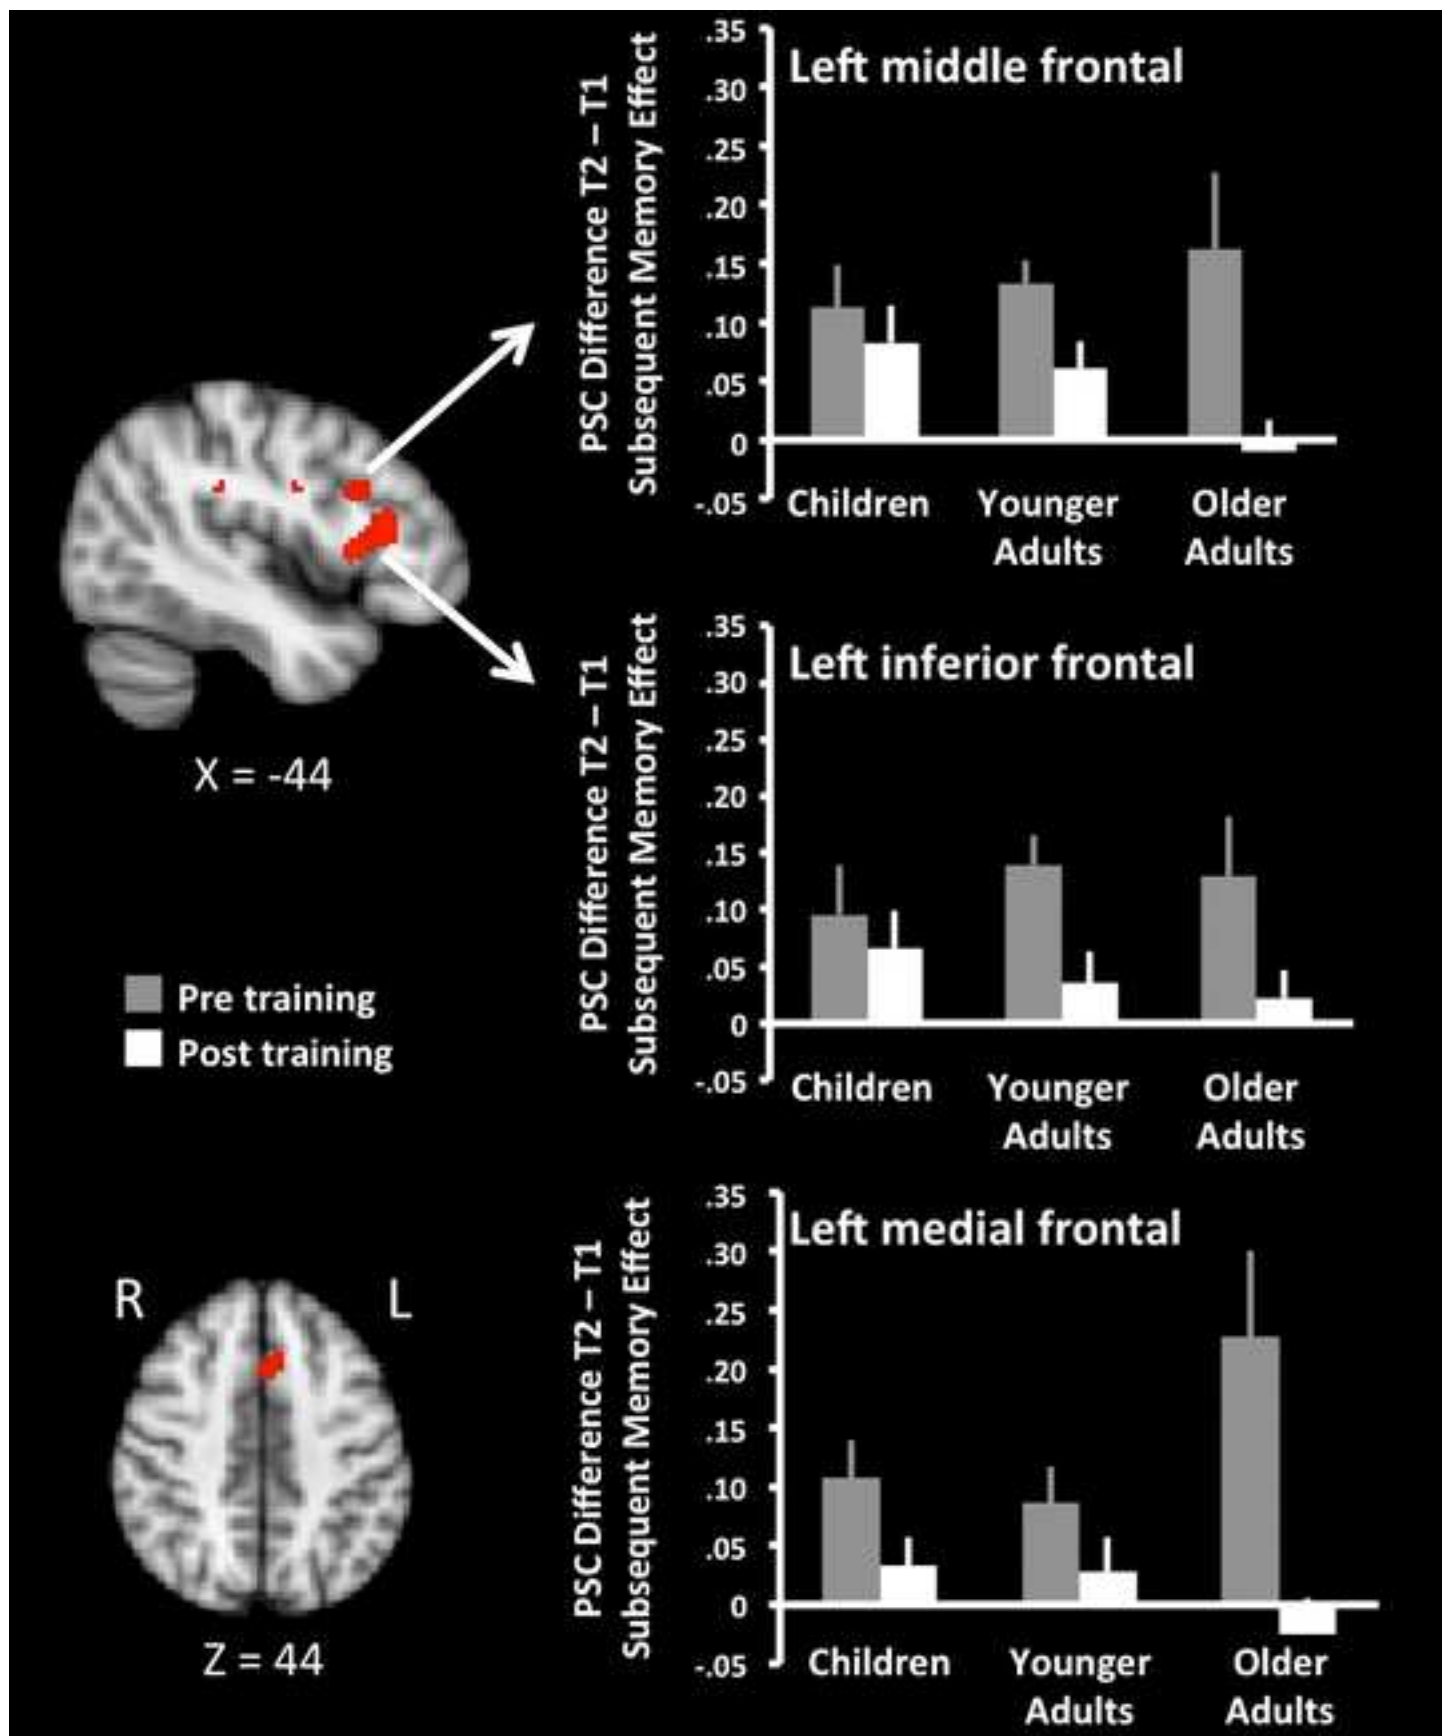 Left middle frontal
PSC Difference T2 – T1
Subsequent Memory Effect
.35
.30
.25
.20
.15
.10
.05
0
-.05
Children
Younger
Adults
Older
Adults
X = -44
Left inferior frontal
PSC Difference T2 – T1
Subsequent Memory Effect
.35
.30
.25
.20
.15
.10
.05
0
-.05
Children
Younger
Adults
Older
Adults
Pre training
Post training
Left medial frontal
PSC Difference T2 – T1
Subsequent Memory Effect
.35
.30
.25
.20
.15
.10
.05
0
-.05
Children
Younger
Adults
Older
Adults
R
L
Z = 44